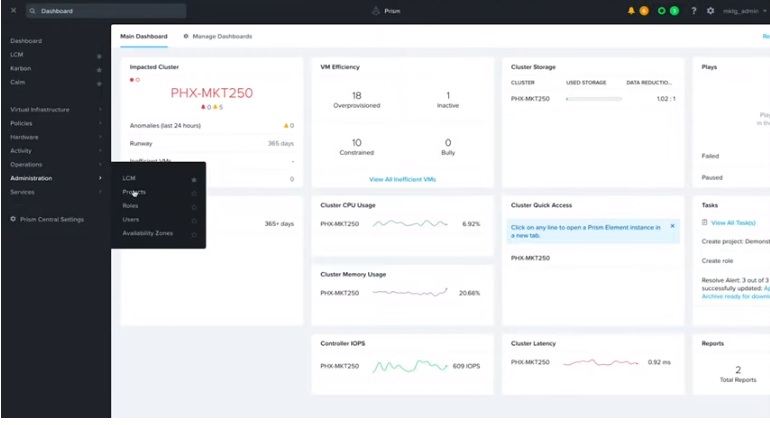 Dashboard
Prism
?
mktg_admin
Dashboard
LCM
Karbon
Calm
Virtual Infrastructure
Policies
Hardware
Activity
Operations
Administration
Services
Prism Central Settings
LCM
Projects
Roles
Users
Availability Zones
Main Dashboard
Manage Dashboards
Re
Impacted Cluster
PHX-MKT250
0 5
Anomalies (last 24 hours) 0
Runway 365 days
Inefficient VMs -
0
365+ days
VM Efficiency
18 1
Overprovisioned Inactive
10 0
Constrained Bully
View All Inefficient VMs
Cluster Storage
CLUSTER USED STORAGE DATA REDUCTIO...
PHX-MKT250 1.02 : 1
Plays
Play
in th
Failed
Paused
Cluster CPU Usage
PHX-MKT250 6.92%
Cluster Memory Usage
PHX-MKT250 20.66%
Cluster Quick Access
Click on any line to open a Prism Element instance in
a new tab.
PHX-MKT250
Tasks
View All Task(s)
Create project: Demonst
Create role
Resolve Alert: 3 out of 3
successfully updated: Ap
Archive ready for downl
Controller IOPS
PHX-MKT250 609 IOPS
Cluster Latency
PHX-MKT250 0.92 ms
Reports
2
Total Reports